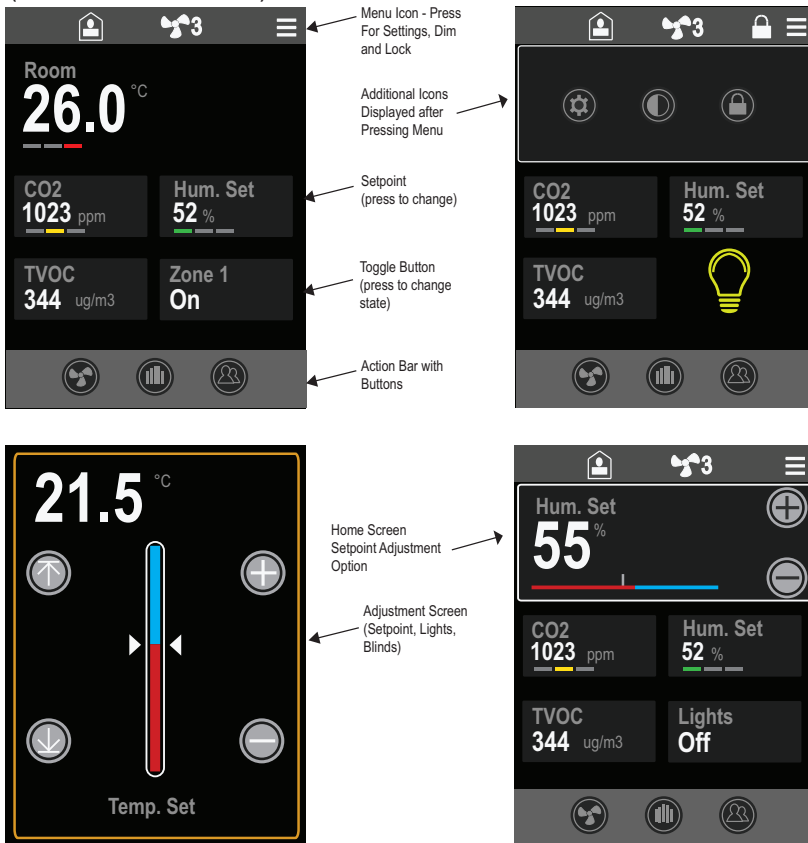 3
Room
26.0 °C
CO2
1023 ppm
Hum. Set
52 %
TVOC
344 ug/m3
Zone 1
On
Menu Icon - Press
For Settings, Dim
and Lock
Additional Icons
Displayed after
Pressing Menu
Setpoint
(press to change)
Toggle Button
(press to change
state)
Action Bar with
Buttons
3
CO2
1023 ppm
Hum. Set
52 %
TVOC
344 ug/m3
21.5 °C
Temp. Set
Home Screen
Setpoint Adjustment
Option
Adjustment Screen
(Setpoint, Lights,
Blinds)
3
Hum. Set
55 %
CO2
1023 ppm
Hum. Set
52 %
TVOC
344 ug/m3
Lights
Off